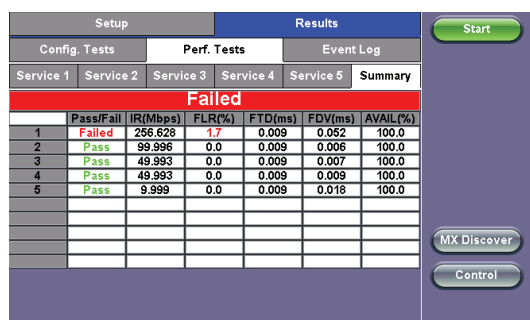 Setup Results
Start
Config. Tests Perf. Tests Event Log
Service 1 Service 2 Service 3 Service 4 Service 5 Summary
Failed
Pass/Fail IR(Mbps) FLR(%) FTD(ms) FDV(ms) AVAIL(%)
1 Failed 256.628 1.7 0.009 0.052 100.0
2 Pass 99.996 0.0 0.009 0.006 100.0
3 Pass 49.993 0.0 0.009 0.007 100.0
4 Pass 49.993 0.0 0.009 0.009 100.0
5 Pass 9.999 0.0 0.009 0.018 100.0
MX Discover
Control